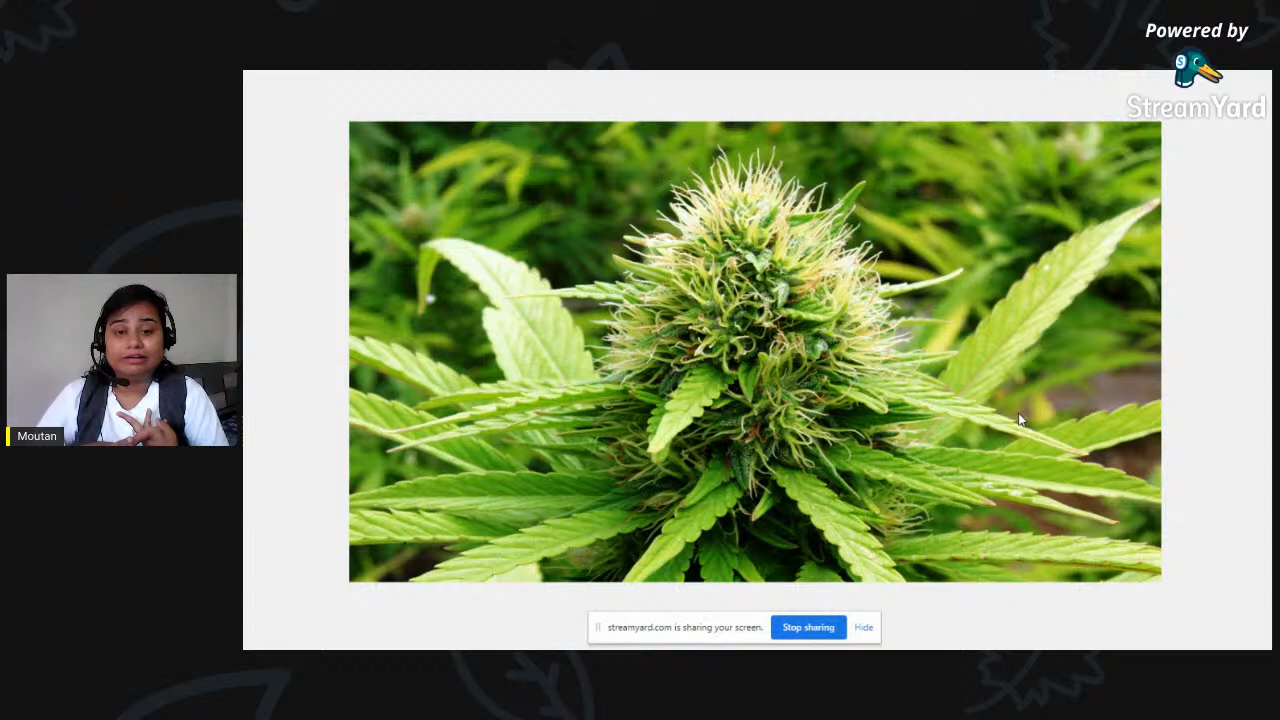 Powered by
StreamYard
Moutan
streamyard.com is sharing your screen.
Stop sharing
Hide